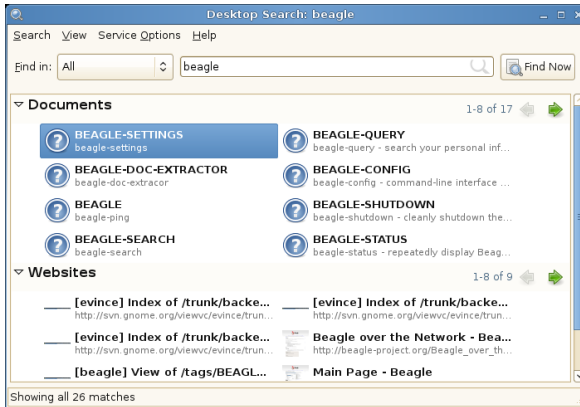 Desktop Search: beagle
Search View Service Options Help
Find in: All beagle Find Now
Documents 1-8 of 17
BEAGLE-SETTINGS
beagle-settings
BEAGLE-QUERY
beagle-query - search your personal inf...
BEAGLE-DOC-EXTRACTOR
beagle-doc-extracor
BEAGLE-CONFIG
beagle-config - command-line interface ...
BEAGLE
beagle-ping
BEAGLE-SHUTDOWN
beagle-shutdown - cleanly shutdown the...
BEAGLE-SEARCH
beagle-search
BEAGLE-STATUS
beagle-status - repeatedly display Beag...
Websites 1-8 of 9
[evince] Index of /trunk/backe...
http://svn.gnome.org/viewvc/evince/trun...
[evince] Index of /trunk/backe...
http://svn.gnome.org/viewvc/evince/trun...
[evince] Index of /trunk/backe...
http://svn.gnome.org/viewvc/evince/trun...
Beagle over the Network - Bea...
http://beagle-project.org/Beagle_over_th...
[beagle] View of /tags/BEAGL...
Main Page - Beagle
Showing all 26 matches